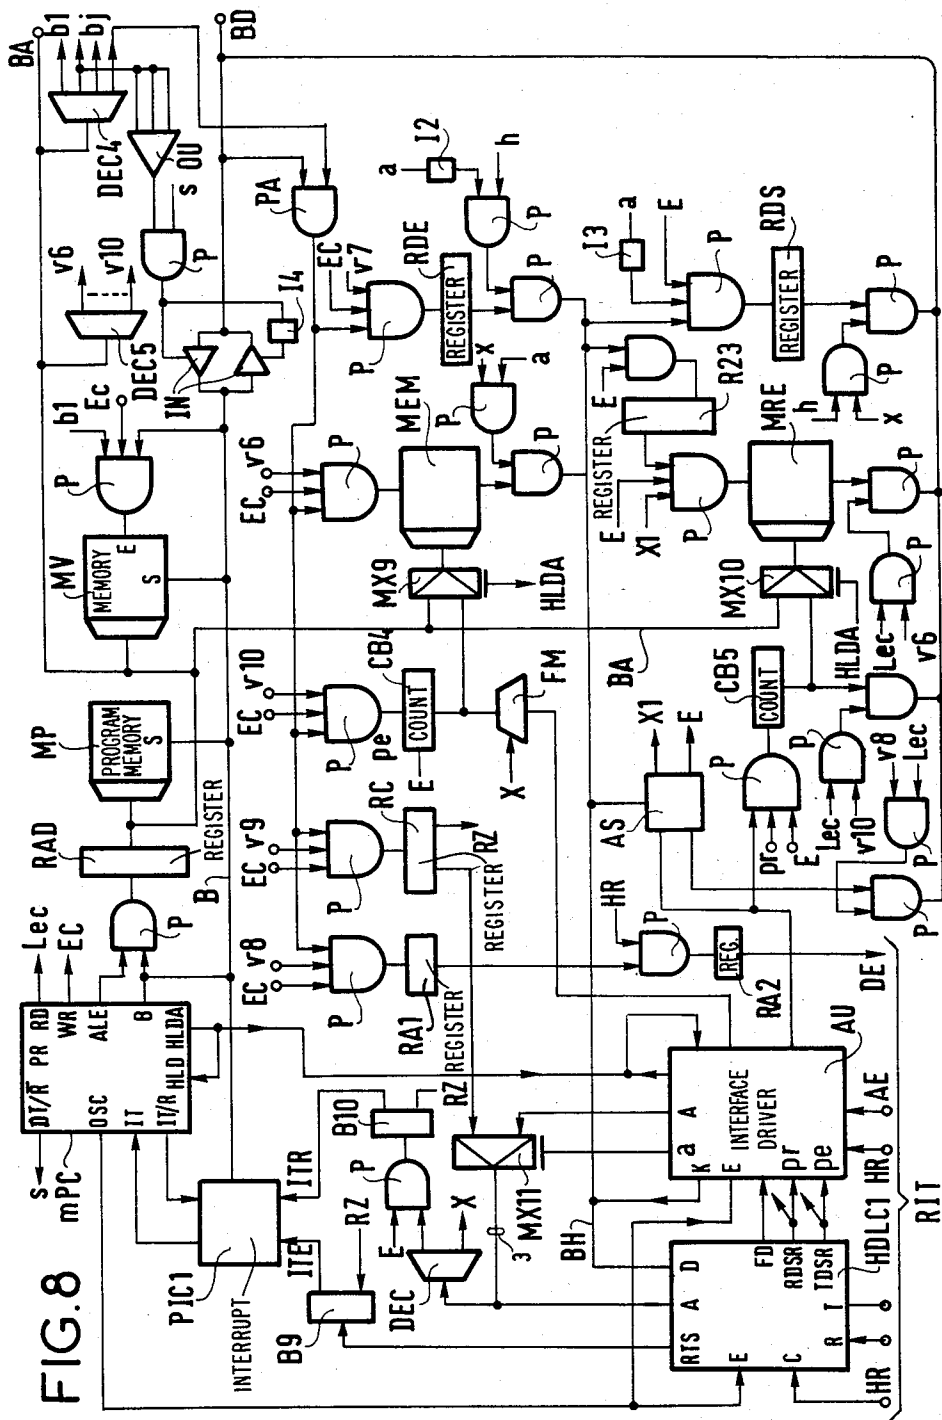 FIG.8
BA
b1
bj
BD
DEC4
OU
s
P
v6
v10
DEC5
I4
IN
Ec
b1
P
MV
MEMORY
E
S
MP
PROGRAM
MEMORY
S
RAD
REGISTER
P
B
Lec
EC
DT/R
PR
RD
WR
ALE
OSC
B
IT
IT/R
HLD
HLDA
s
mPC
PIC1
INTERRUPT
ITE
ITR
PA
a
I2
h
P
EC
v7
P
RDE
REGISTER
P
x
a
P
MEM
P
EC
v6
P
MX9
HLDA
EC
v10
P
pe
CB4
COUNT
E
FM
X
EC
v9
P
RC
RZ
REGISTER
EC
v8
P
RA1
REGISTER
RZ
B10
P
E
X
DEC
RZ
B9
MX11
3
I3
a
E
P
RDS
REGISTER
P
h
x
P
E
R23
REGISTER
E
X1
P
MRE
P
MX10
HLDA
Lec
v6
P
BA
CB5
COUNT
P
pr
E
P
Lec
v10
v8
Lec
P
P
X1
E
AS
HR
P
REG.
RA2
DE
BH
AU
INTERFACE
DRIVER
a
A
K
E
pr
pe
HR
AE
RTS
A
D
E
C
R
T
FD
RDSR
TDSR
HDLC1
HR
RIT